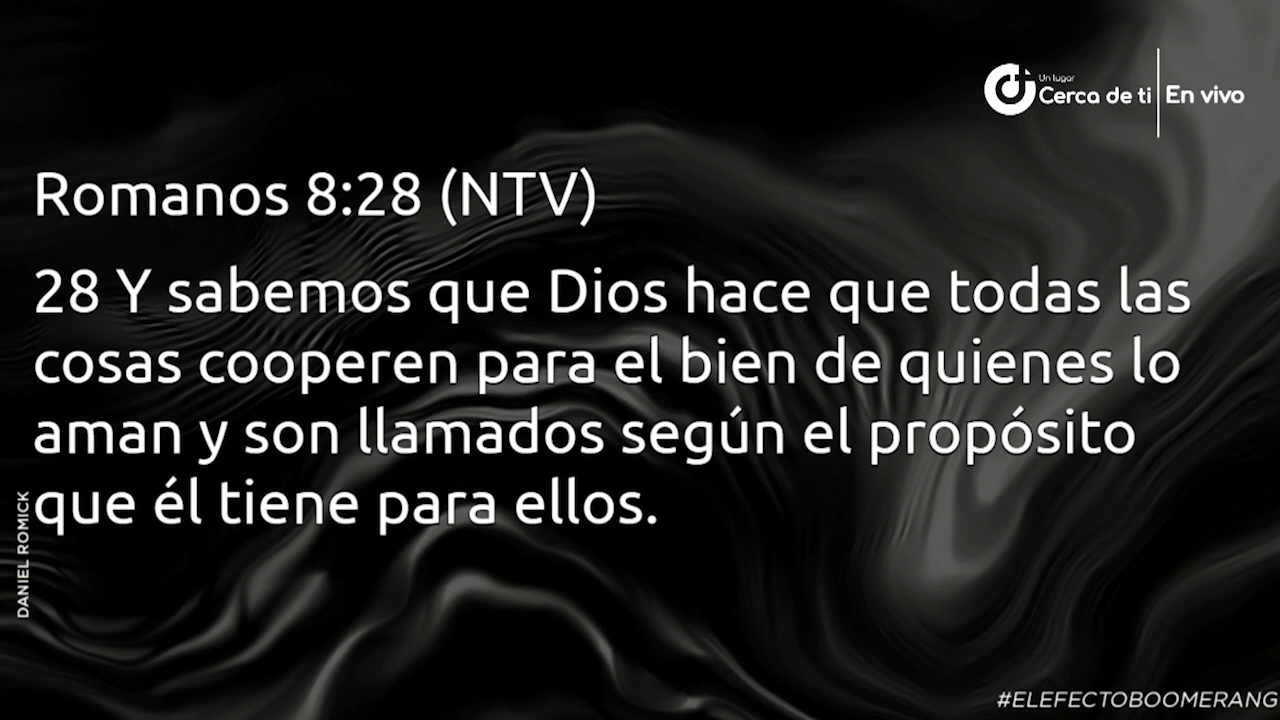 Un lugar
Cerca de ti
En vivo
Romanos 8:28 (NTV)
28 Y sabemos que Dios hace que todas las
cosas cooperen para el bien de quienes lo
aman y son llamados según el propósito
que él tiene para ellos.
DANIEL ROMICK
#ELEFECTOBOOMERANG